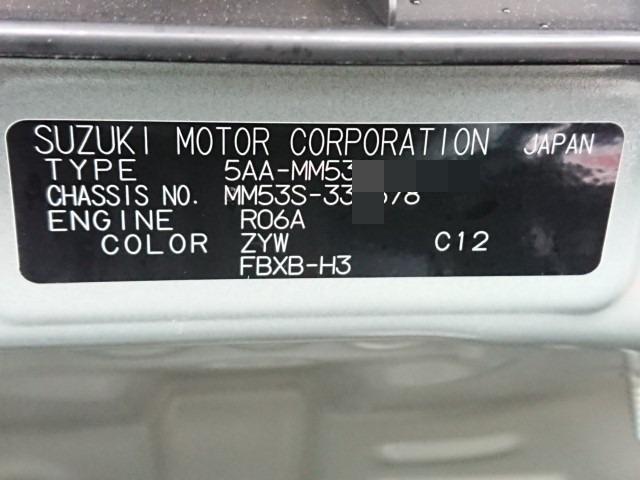 SUZUKI MOTOR CORPORATION JAPAN
TYPE 5AA-MM53
CHASSIS NO. MM53S-33
ENGINE R06A
COLOR ZYW C12
FBXB-H3